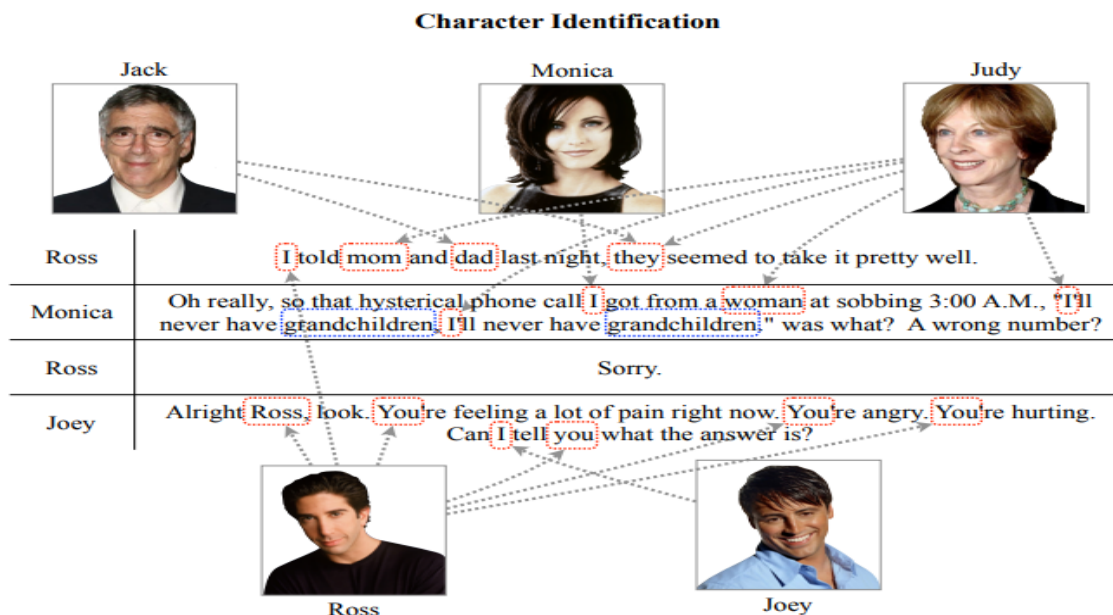 Character Identification
Jack
Monica
Judy
Ross
I told mom and dad last night, they seemed to take it pretty well.
Monica
Oh really, so that hysterical phone call I got from a woman at sobbing 3:00 A.M., "I'll
never have grandchildren, I'll never have grandchildren." was what? A wrong number?
Ross
Sorry.
Joey
Alright Ross, look. You're feeling a lot of pain right now. You're angry. You're hurting.
Can I tell you what the answer is?
Ross
Joey